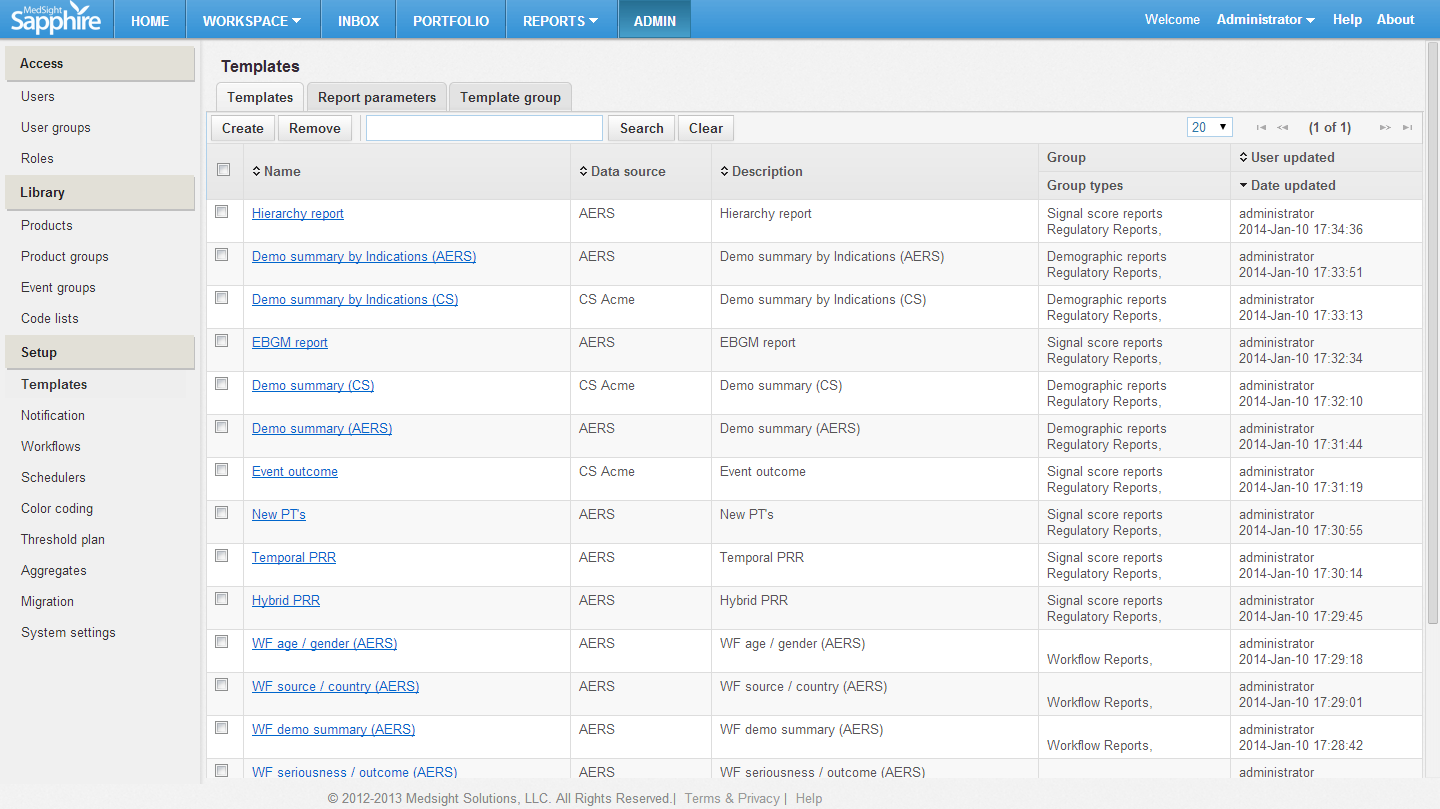 MedSight
Sapphire
HOME WORKSPACE INBOX PORTFOLIO REPORTS ADMIN Welcome Administrator Help About
Access
Users
User groups
Roles
Library
Products
Product groups
Event groups
Code lists
Setup
Templates
Notification
Workflows
Schedulers
Color coding
Threshold plan
Aggregates
Migration
System settings
Templates
Templates Report parameters Template group
Create Remove Search Clear 20 (1 of 1)
Name Data source Description Group User updated
Group types Date updated
Hierarchy report AERS Hierarchy report Signal score reports administrator
Regulatory Reports, 2014-Jan-10 17:34:36
Demo summary by Indications (AERS) AERS Demo summary by Indications (AERS) Demographic reports administrator
Regulatory Reports, 2014-Jan-10 17:33:51
Demo summary by Indications (CS) CS Acme Demo summary by Indications (CS) Demographic reports administrator
Regulatory Reports, 2014-Jan-10 17:33:13
EBGM report AERS EBGM report Signal score reports administrator
Regulatory Reports, 2014-Jan-10 17:32:34
Demo summary (CS) CS Acme Demo summary (CS) Demographic reports administrator
Regulatory Reports, 2014-Jan-10 17:32:10
Demo summary (AERS) AERS Demo summary (AERS) Demographic reports administrator
Regulatory Reports, 2014-Jan-10 17:31:44
Event outcome CS Acme Event outcome Signal score reports administrator
Regulatory Reports, 2014-Jan-10 17:31:19
New PT's AERS New PT's Signal score reports administrator
Regulatory Reports, 2014-Jan-10 17:30:55
Temporal PRR AERS Temporal PRR Signal score reports administrator
Regulatory Reports, 2014-Jan-10 17:30:14
Hybrid PRR AERS Hybrid PRR Signal score reports administrator
Regulatory Reports, 2014-Jan-10 17:29:45
WF age / gender (AERS) AERS WF age / gender (AERS) administrator
Workflow Reports, 2014-Jan-10 17:29:18
WF source / country (AERS) AERS WF source / country (AERS) administrator
Workflow Reports, 2014-Jan-10 17:29:01
WF demo summary (AERS) AERS WF demo summary (AERS) administrator
Workflow Reports, 2014-Jan-10 17:28:42
WF seriousness / outcome (AERS) AERS WF seriousness / outcome (AERS) administrator
© 2012-2013 Medsight Solutions, LLC. All Rights Reserved.| Terms & Privacy | Help